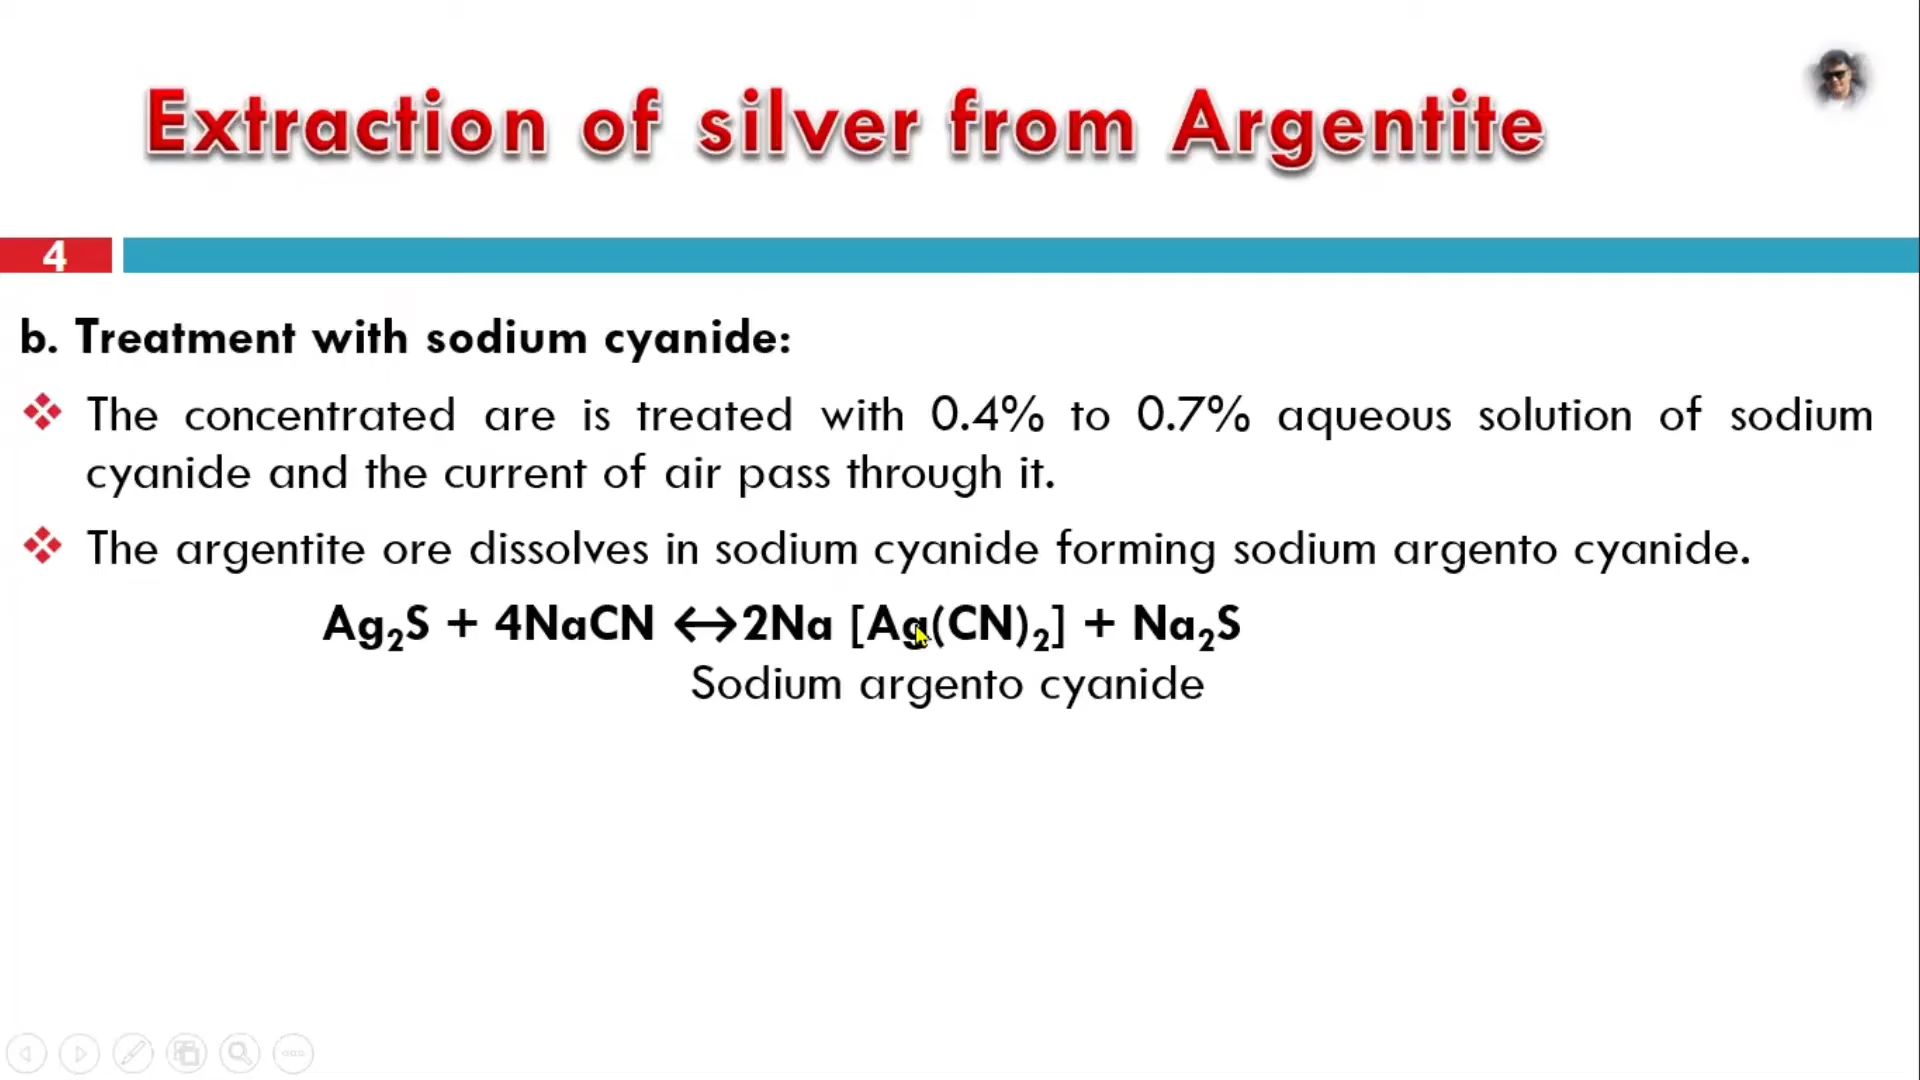 Extraction of silver from Argentite
4
b. Treatment with sodium cyanide:
The concentrated are is treated with 0.4% to 0.7% aqueous solution of sodium
cyanide and the current of air pass through it.
The argentite ore dissolves in sodium cyanide forming sodium argento cyanide.
Ag₂S + 4NaCN ↔2Na [Ag(CN)₂] + Na₂S
Sodium argento cyanide